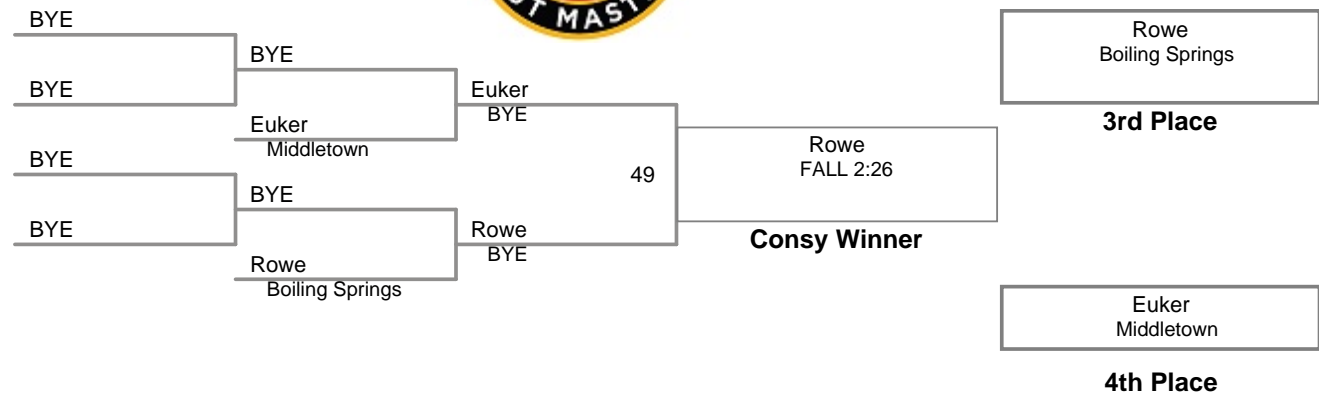 BYE
BYE
BYE
BYE
BYE
Euker
Middletown
BYE
Rowe
Boiling Springs
Euker
BYE
Rowe
BYE
49
Rowe
FALL 2:26
Consy Winner
Rowe
Boiling Springs
3rd Place
Euker
Middletown
4th Place